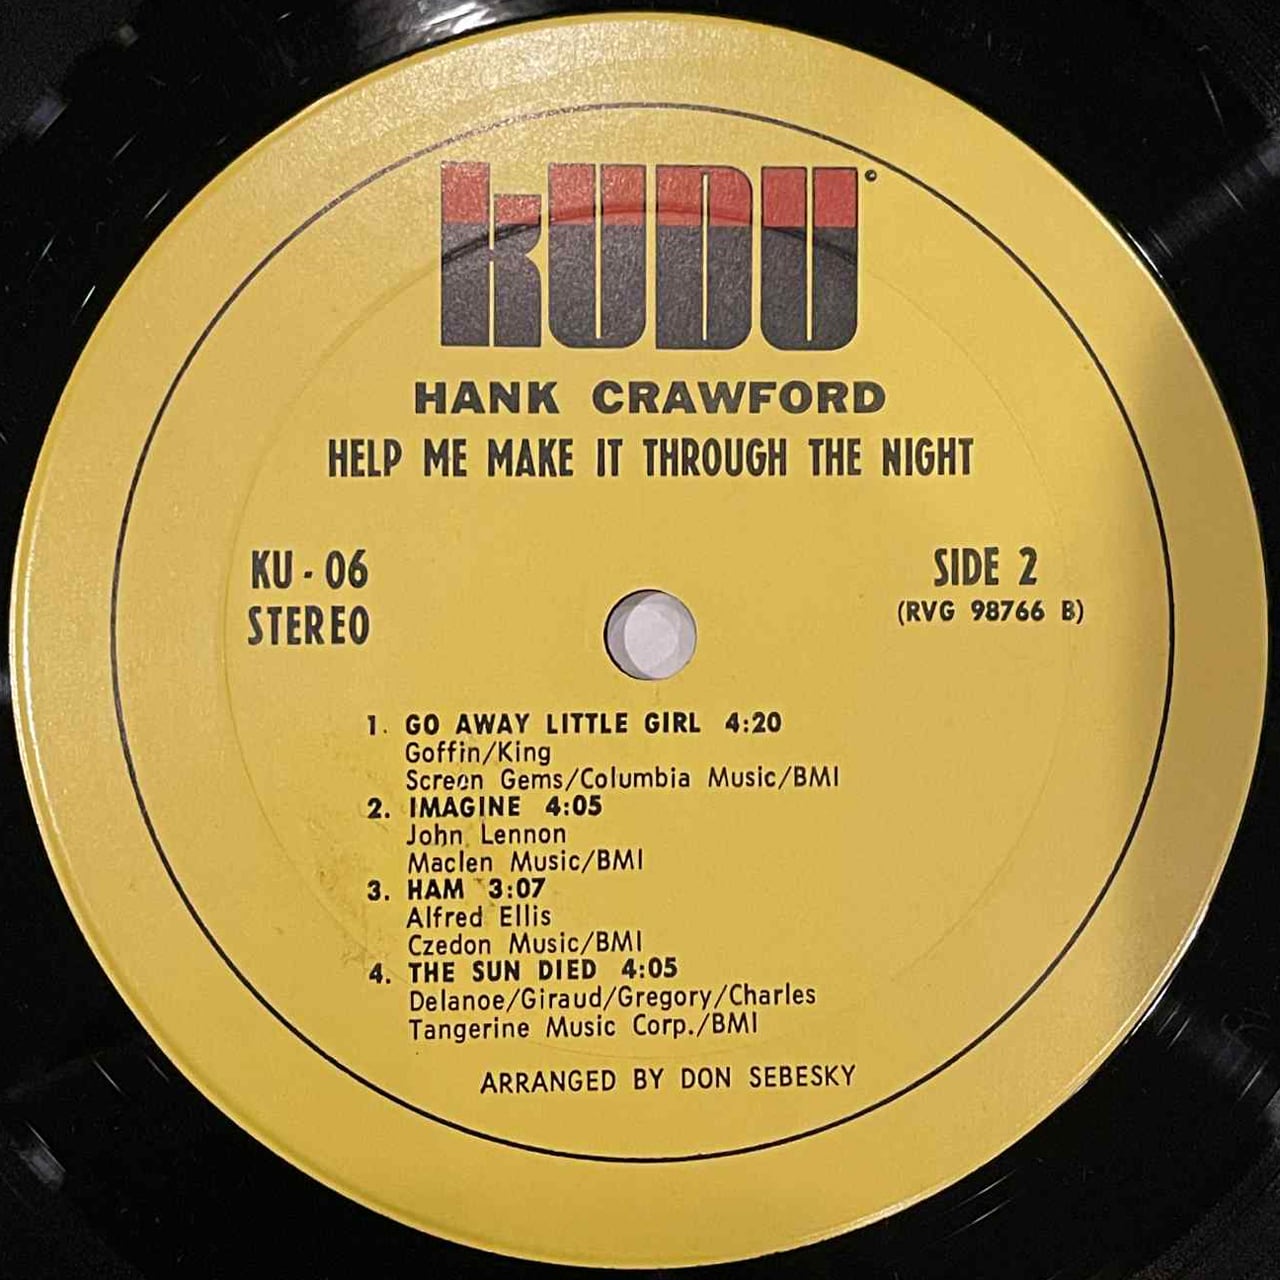 KUDU ©
HANK CRAWFORD
HELP ME MAKE IT THROUGH THE NIGHT
KU - 06
STEREO
SIDE 2
(RVG 98766 B)
1. GO AWAY LITTLE GIRL 4:20
Goffin/King
Screen Gems/Columbia Music/BMI
2. IMAGINE 4:05
John Lennon
Maclen Music/BMI
3. HAM 3:07
Alfred Ellis
Czedon Music/BMI
4. THE SUN DIED 4:05
Delanoe/Giraud/Gregory/Charles
Tangerine Music Corp./BMI
ARRANGED BY DON SEBESKY